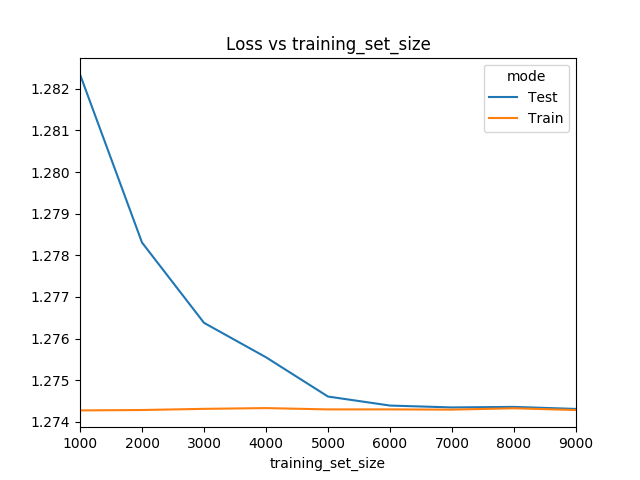 Loss vs training_set_size
mode
Test
Train
1.282
1.281
1.280
1.279
1.278
1.277
1.276
1.275
1.274
1000 2000 3000 4000 5000 6000 7000 8000 9000
training_set_size